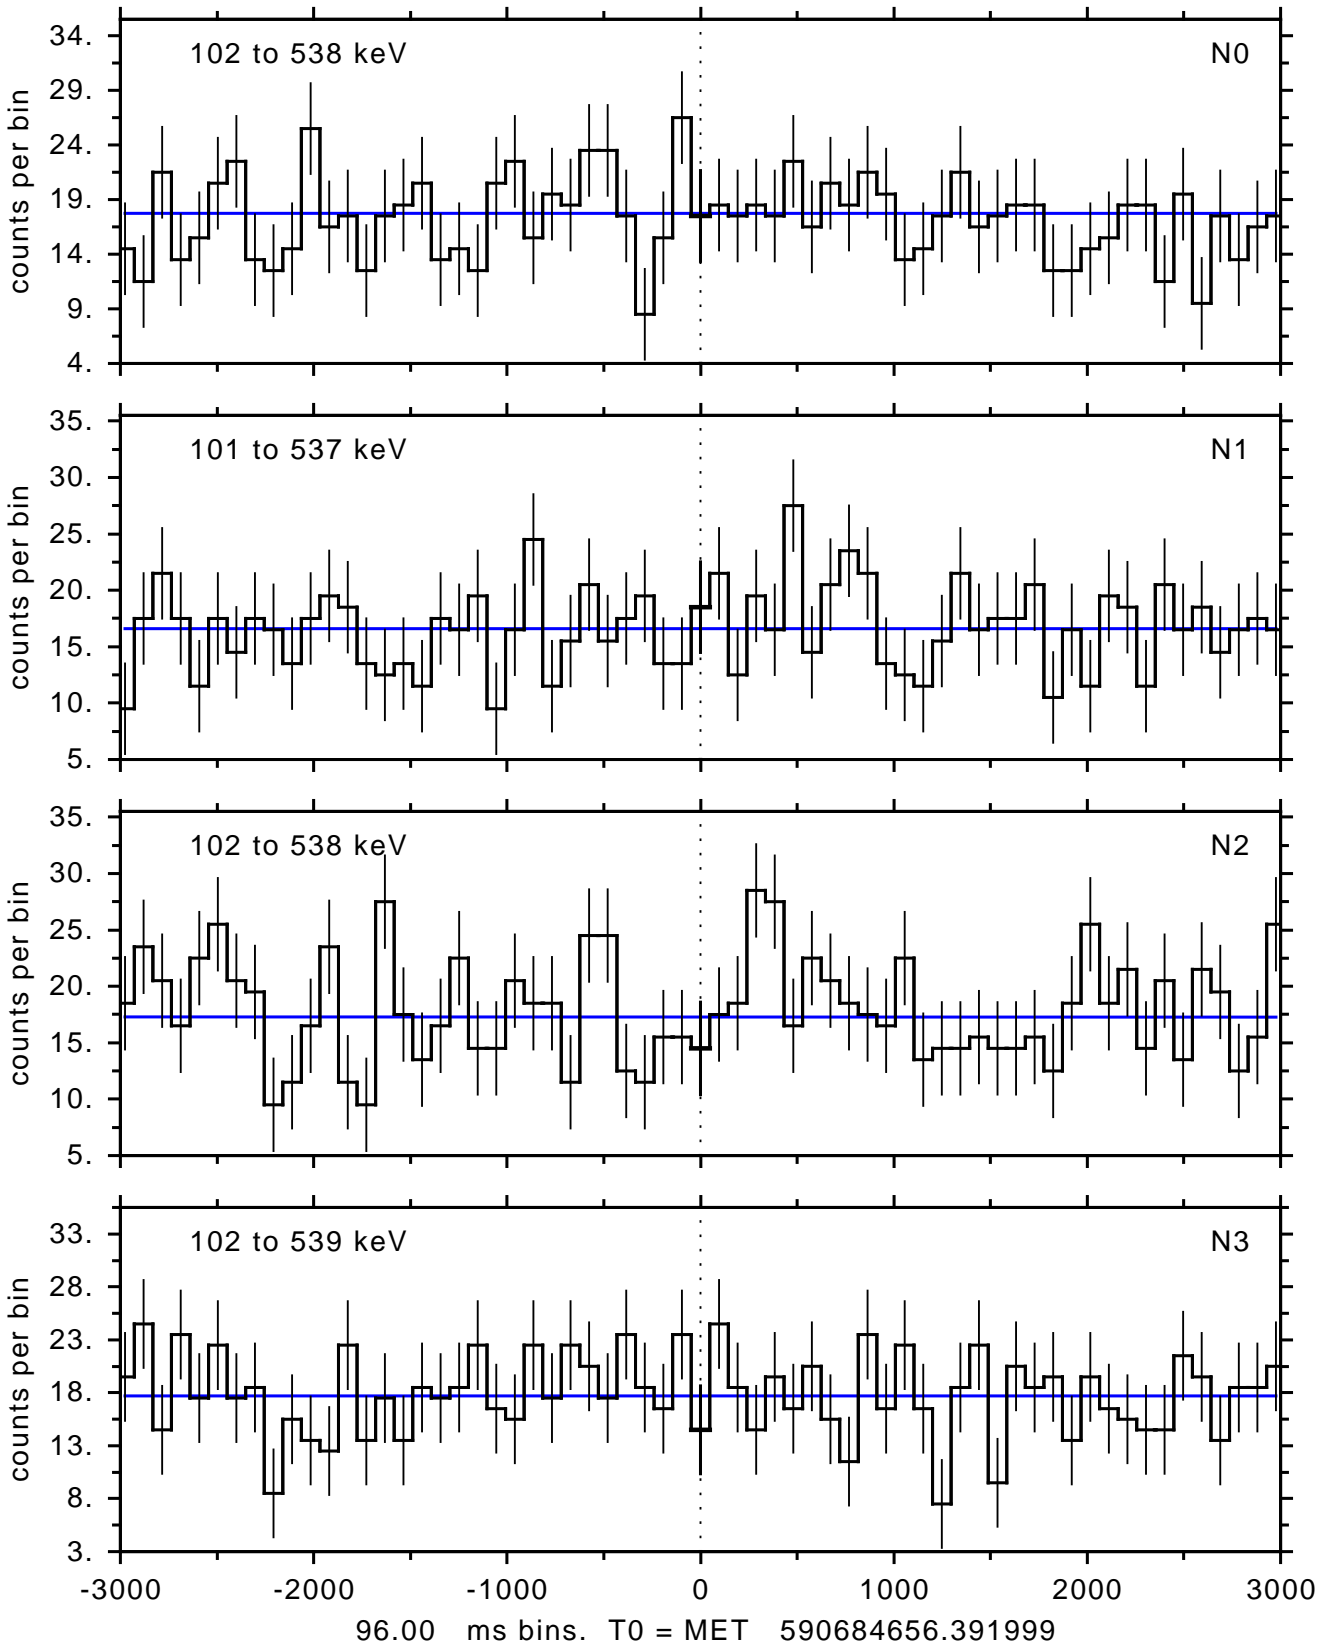 102 to 538 keV N0
34.
29.
24.
19.
14.
9.
4.
counts per bin
101 to 537 keV N1
35.
30.
25.
20.
15.
10.
5.
counts per bin
102 to 538 keV N2
35.
30.
25.
20.
15.
10.
5.
counts per bin
102 to 539 keV N3
33.
28.
23.
18.
13.
8.
3.
counts per bin
-3000 -2000 -1000 0 1000 2000 3000
96.00 ms bins. T0 = MET 590684656.391999